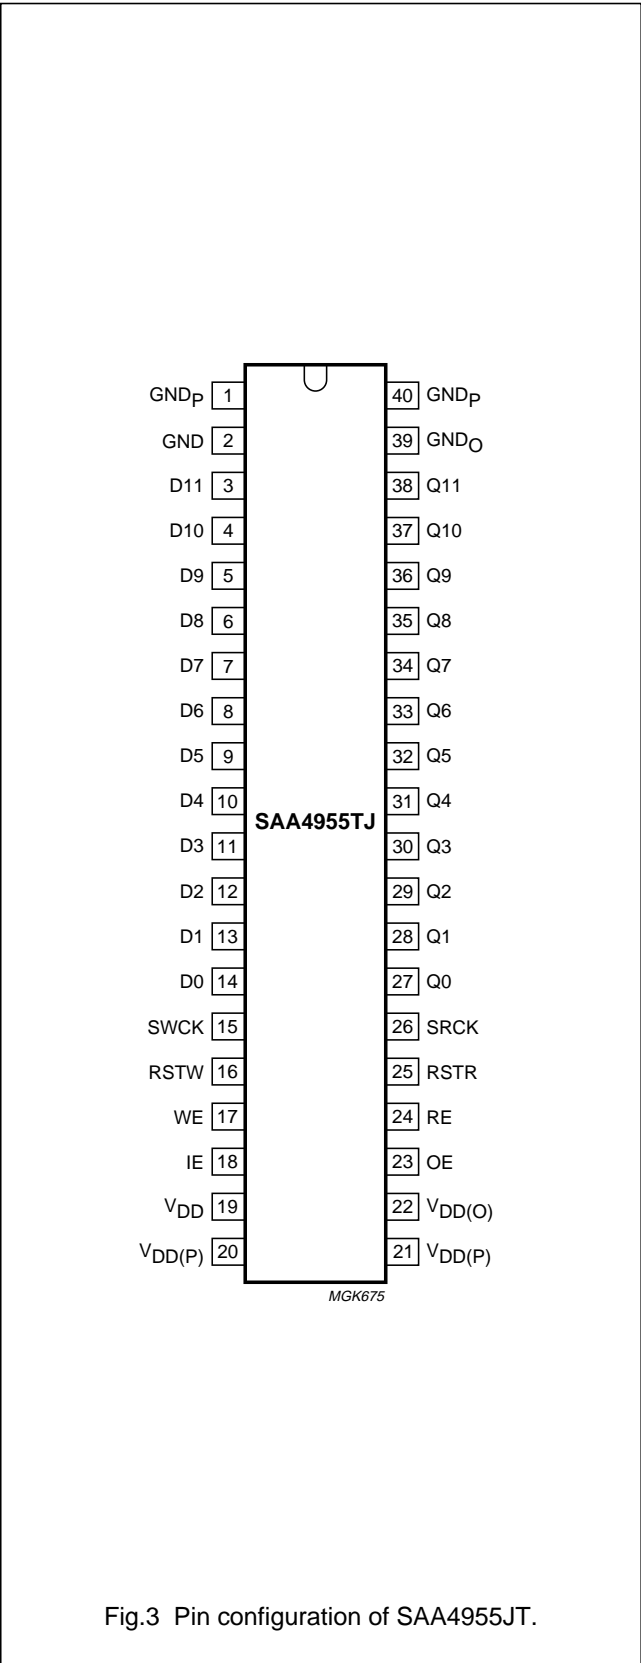 GNDP 1 40 GNDP
GND 2 39 GNDO
D11 3 38 Q11
D10 4 37 Q10
D9 5 36 Q9
D8 6 35 Q8
D7 7 34 Q7
D6 8 33 Q6
D5 9 32 Q5
D4 10 31 Q4
SAA4955TJ
D3 11 30 Q3
D2 12 29 Q2
D1 13 28 Q1
D0 14 27 Q0
SWCK 15 26 SRCK
RSTW 16 25 RSTR
WE 17 24 RE
IE 18 23 OE
VDD 19 22 VDD(O)
VDD(P) 20 21 VDD(P)
MGK675
Fig.3 Pin configuration of SAA4955JT.